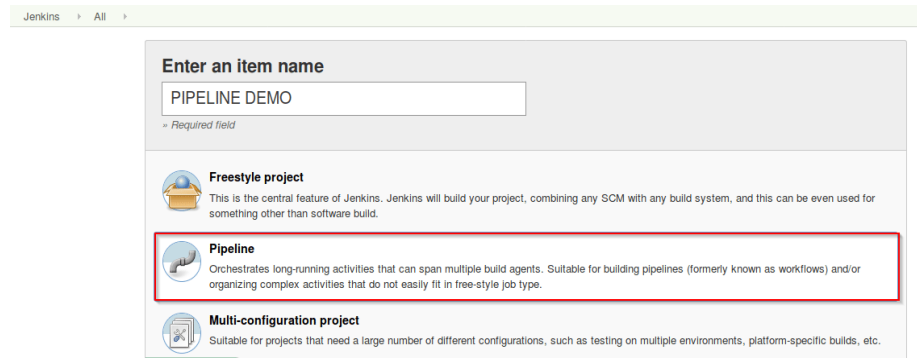 Jenkins All
Enter an item name
PIPELINE DEMO
» Required field
Freestyle project
This is the central feature of Jenkins. Jenkins will build your project, combining any SCM with any build system, and this can be even used for
something other than software build.
Pipeline
Orchestrates long-running activities that can span multiple build agents. Suitable for building pipelines (formerly known as workflows) and/or
organizing complex activities that do not easily fit in free-style job type.
Multi-configuration project
Suitable for projects that need a large number of different configurations, such as testing on multiple environments, platform-specific builds, etc.